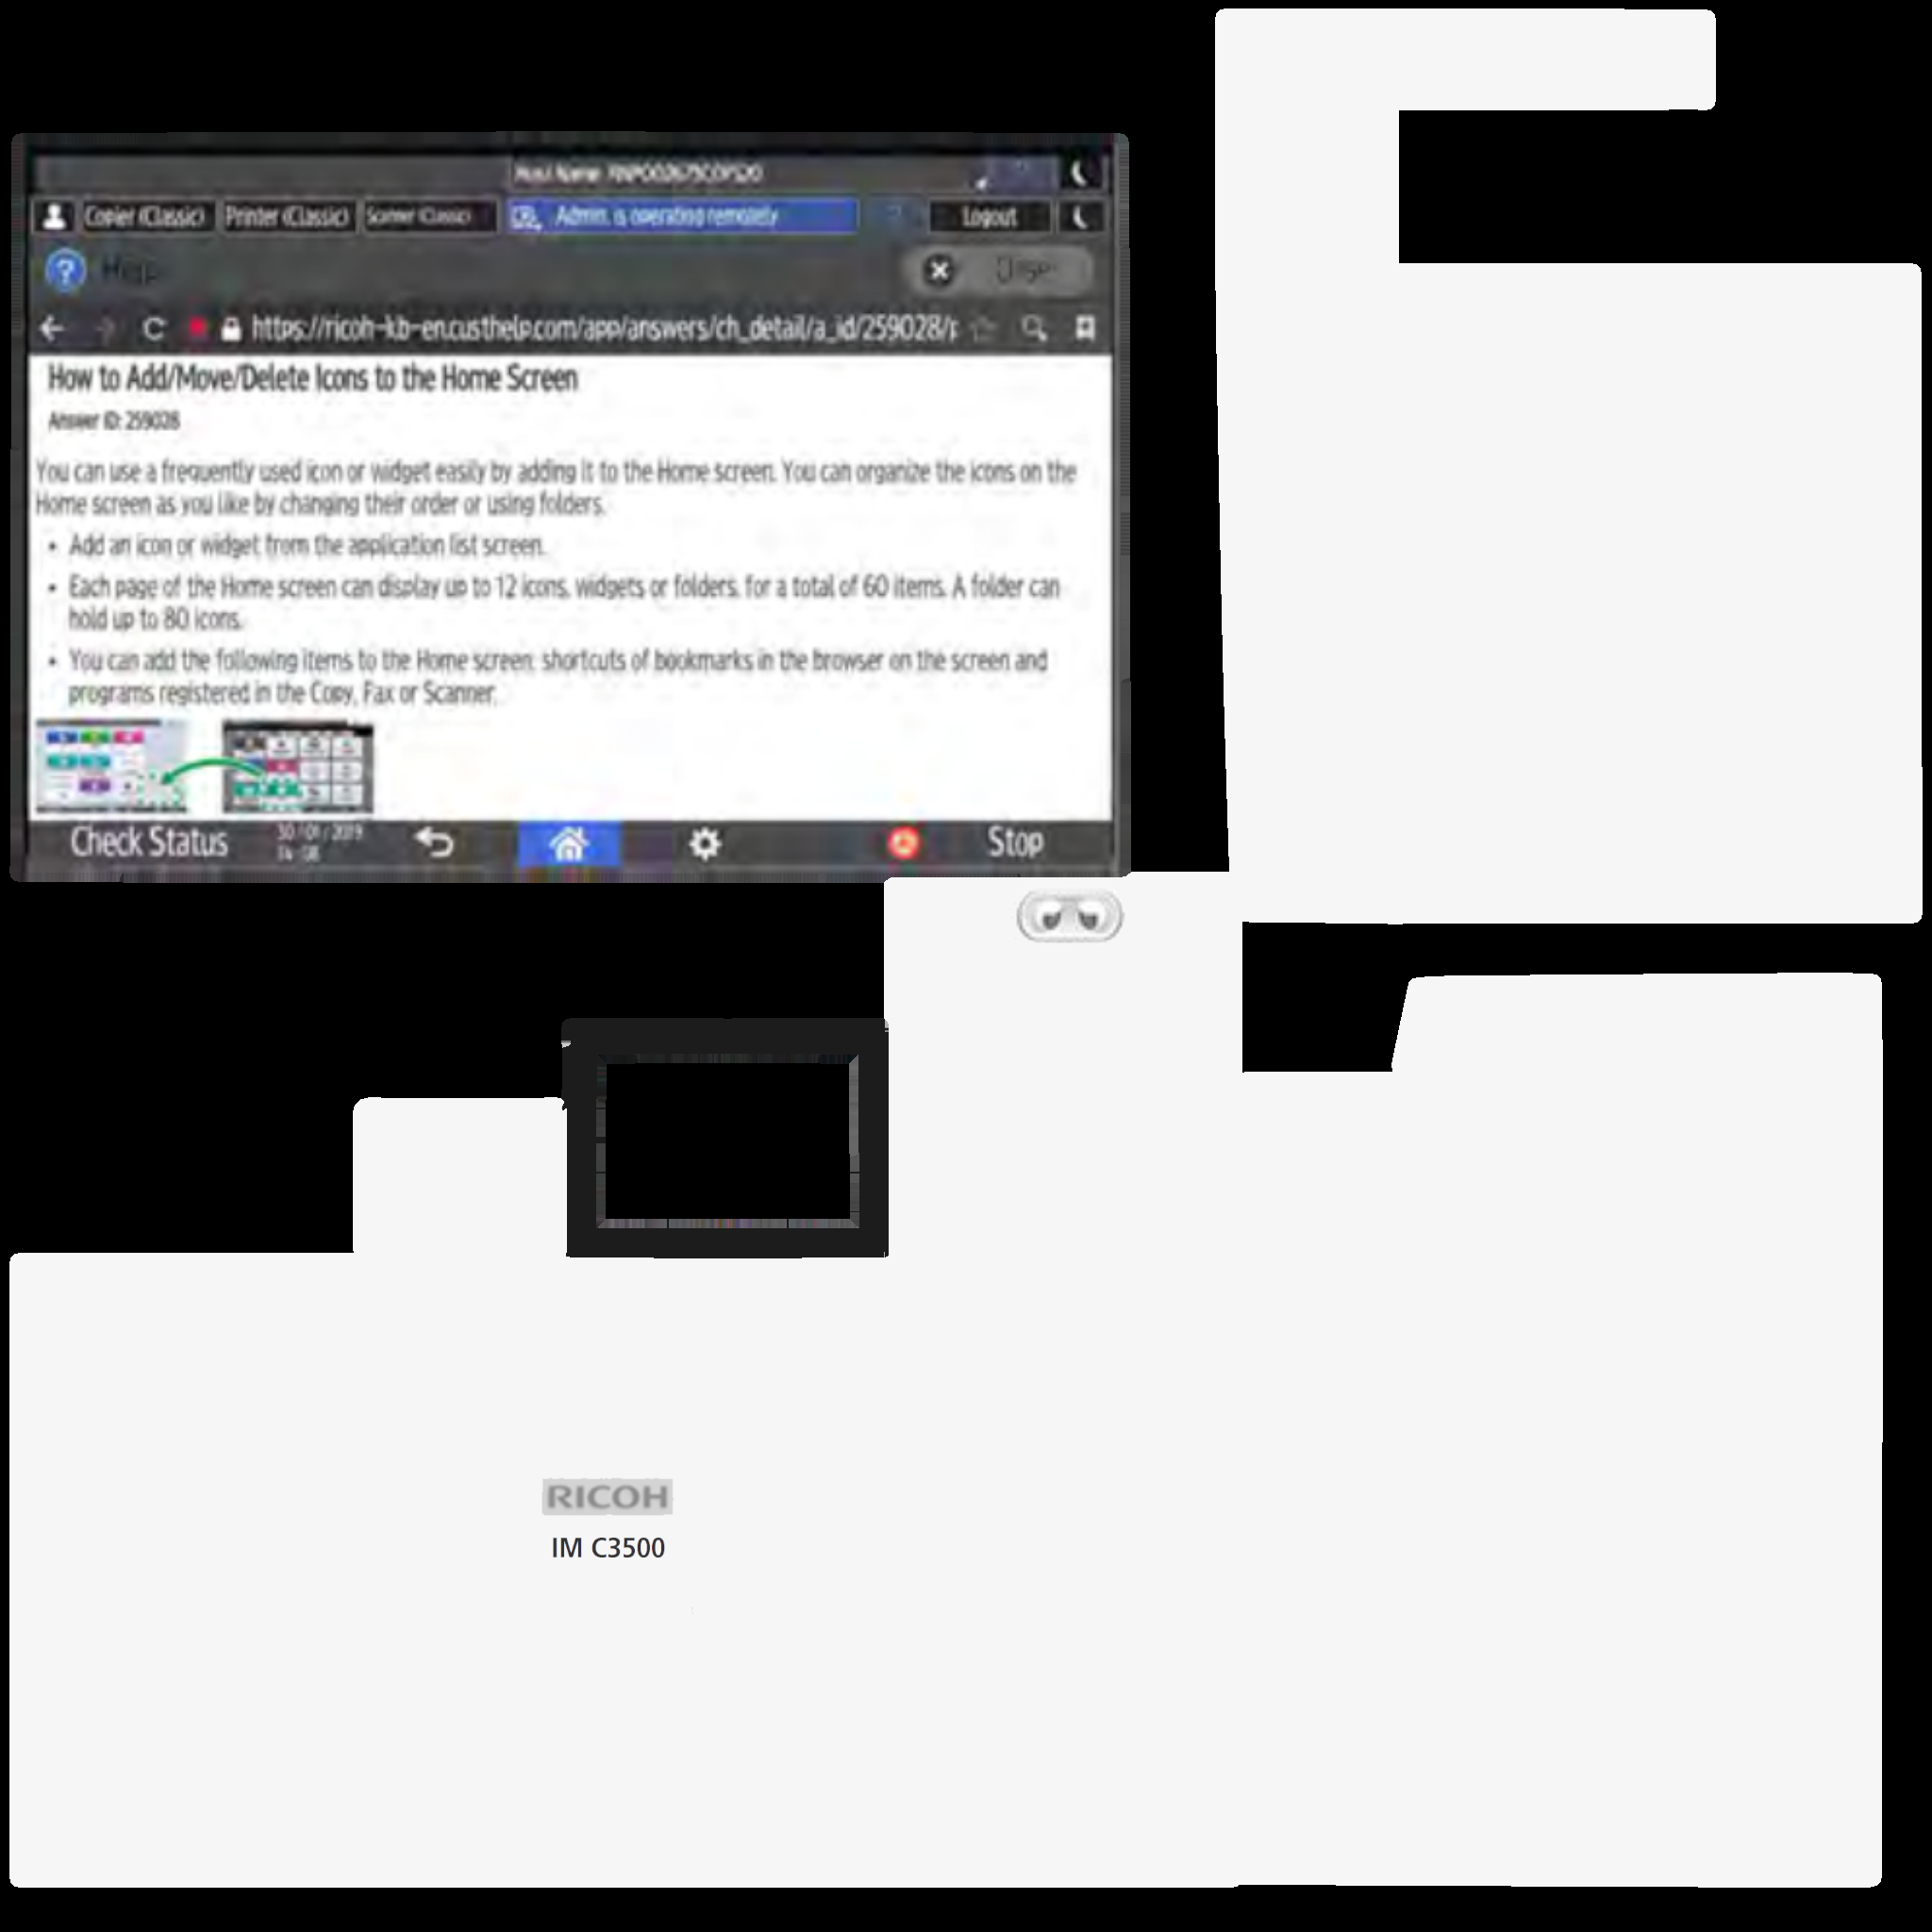 Host Name:
Copier (Classic) Printer (Classic) Scanner (Classic) Admin. is operating remotely Logout
? Help
https://ricoh-kb-en.custhelp.com/app/answers/ch_detail/a_id/259028/p
How to Add/Move/Delete Icons to the Home Screen
Answer ID: 259028
You can use a frequently used icon or widget easily by adding it to the Home screen. You can organize the icons on the
Home screen as you like by changing their order or using folders.
• Add an icon or widget from the application list screen.
• Each page of the Home screen can display up to 12 icons, widgets or folders, for a total of 60 items. A folder can
hold up to 80 icons.
• You can add the following items to the Home screen: shortcuts of bookmarks in the browser on the screen and
programs registered in the Copy, Fax or Scanner.
Check Status 30 / 01 / 2019 Stop
RICOH
IM C3500